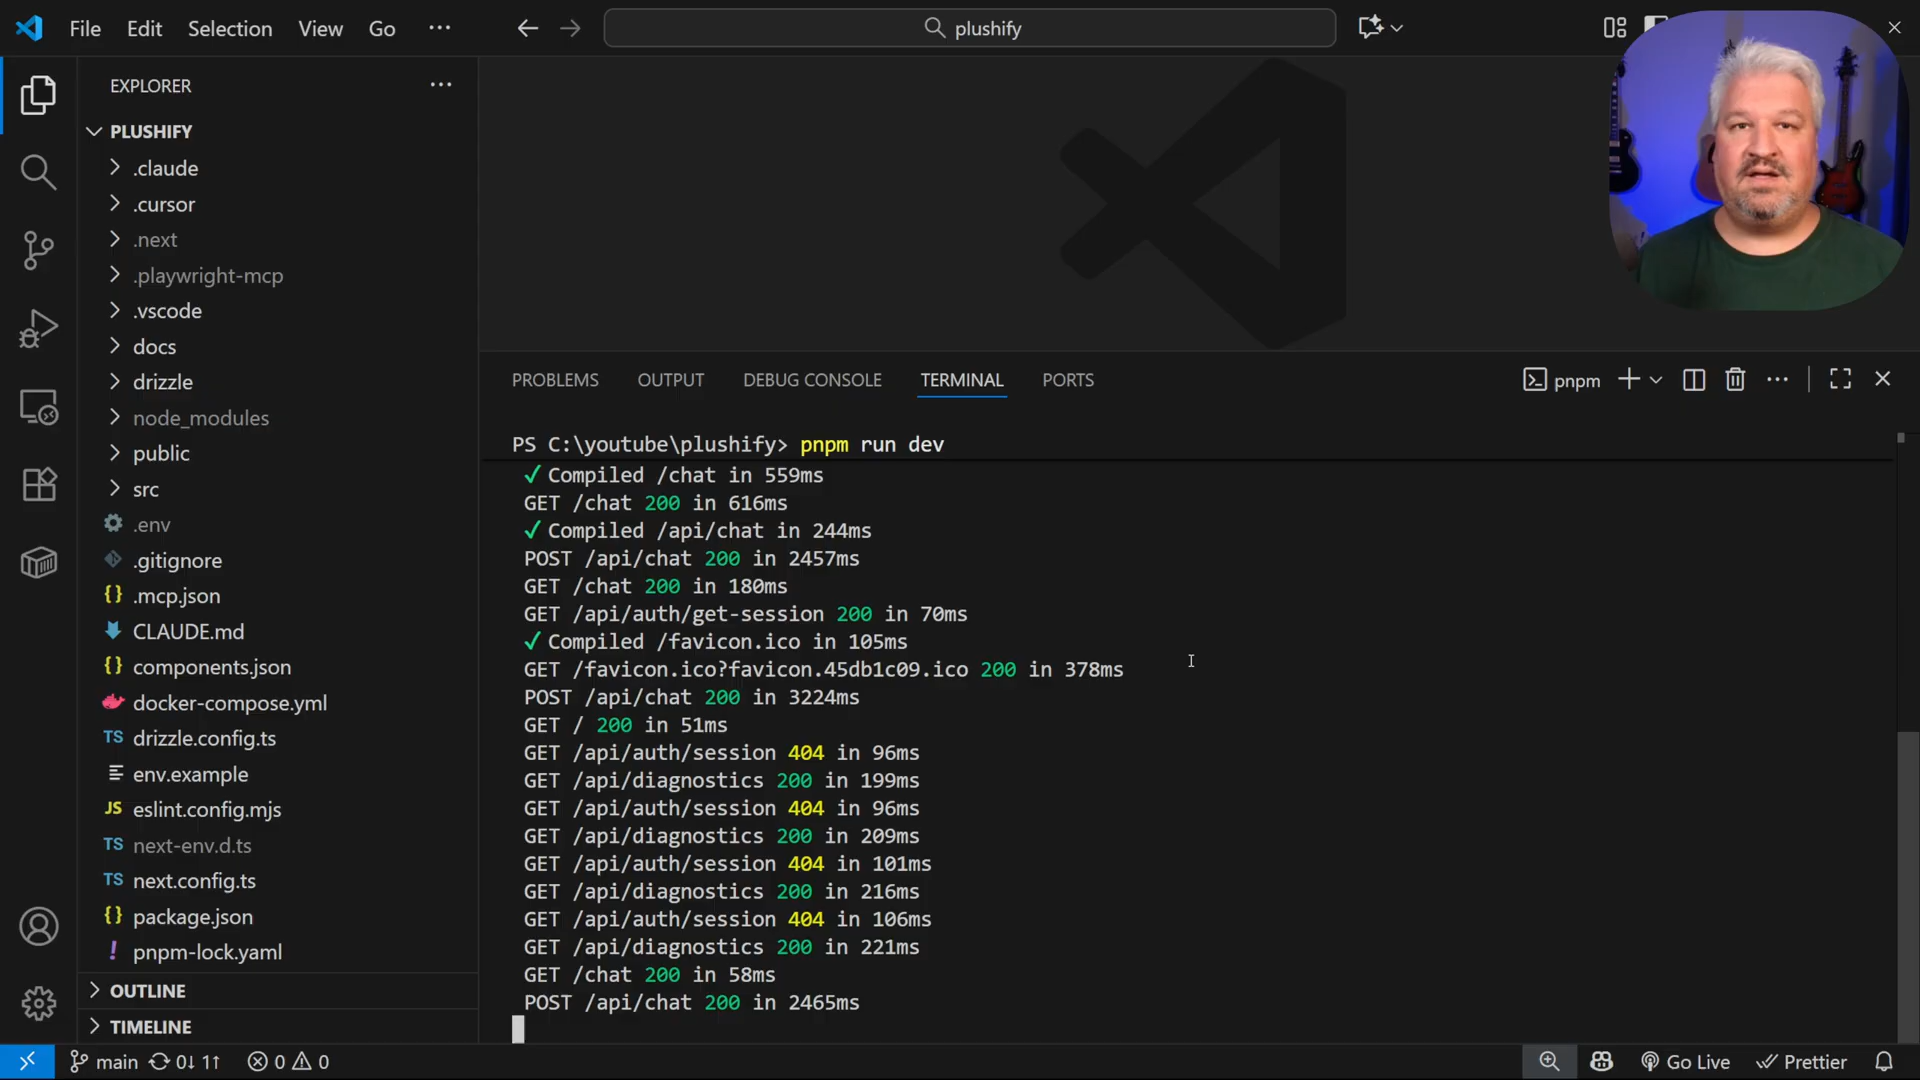 File Edit Selection View Go ···
plushify
EXPLORER ···
PLUSHIFY
.claude
.cursor
.next
.playwright-mcp
.vscode
docs
drizzle
node_modules
public
src
.env
.gitignore
{} .mcp.json
CLAUDE.md
{} components.json
docker-compose.yml
TS drizzle.config.ts
env.example
JS eslint.config.mjs
TS next-env.d.ts
TS next.config.ts
{} package.json
! pnpm-lock.yaml
OUTLINE
TIMELINE
PROBLEMS OUTPUT DEBUG CONSOLE TERMINAL PORTS
pnpm
PS C:\youtube\plushify> pnpm run dev
✓ Compiled /chat in 559ms
GET /chat 200 in 616ms
✓ Compiled /api/chat in 244ms
POST /api/chat 200 in 2457ms
GET /chat 200 in 180ms
GET /api/auth/get-session 200 in 70ms
✓ Compiled /favicon.ico in 105ms
GET /favicon.ico?favicon.45db1c09.ico 200 in 378ms
POST /api/chat 200 in 3224ms
GET / 200 in 51ms
GET /api/auth/session 404 in 96ms
GET /api/diagnostics 200 in 199ms
GET /api/auth/session 404 in 96ms
GET /api/diagnostics 200 in 209ms
GET /api/auth/session 404 in 101ms
GET /api/diagnostics 200 in 216ms
GET /api/auth/session 404 in 106ms
GET /api/diagnostics 200 in 221ms
GET /chat 200 in 58ms
POST /api/chat 200 in 2465ms
main 0↓ 1↑ 0 0
Go Live Prettier